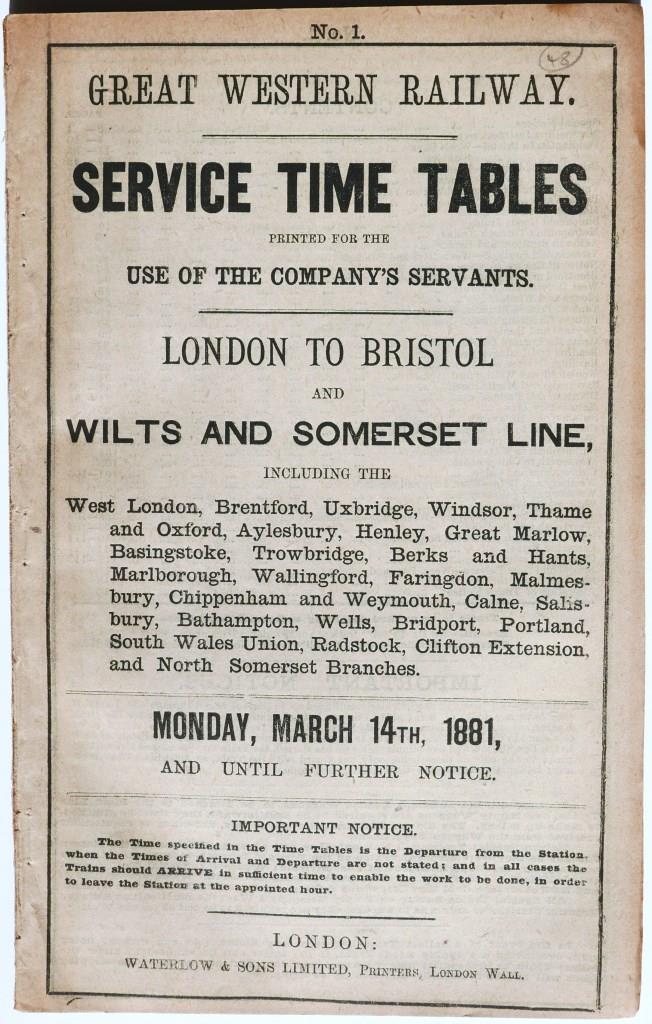 No. 1.
48
GREAT WESTERN RAILWAY.
SERVICE TIME TABLES
PRINTED FOR THE
USE OF THE COMPANY'S SERVANTS.
LONDON TO BRISTOL
AND
WILTS AND SOMERSET LINE,
INCLUDING THE
West London, Brentford, Uxbridge, Windsor, Thame
and Oxford, Aylesbury, Henley, Great Marlow,
Basingstoke, Trowbridge, Berks and Hants,
Marlborough, Wallingford, Faringdon, Malmes-
bury, Chippenham and Weymouth, Calne, Salis-
bury, Bathampton, Wells, Bridport, Portland,
South Wales Union, Radstock, Clifton Extension,
and North Somerset Branches.
MONDAY, MARCH 14TH, 1881,
AND UNTIL FURTHER NOTICE.
IMPORTANT NOTICE.
The Time specified in the Time Tables is the Departure from the Station,
when the Times of Arrival and Departure are not stated; and in all cases the
Trains should ARRIVE in sufficient time to enable the work to be done, in order
to leave the Station at the appointed hour.
LONDON:
WATERLOW & SONS LIMITED, PRINTERS, LONDON WALL.